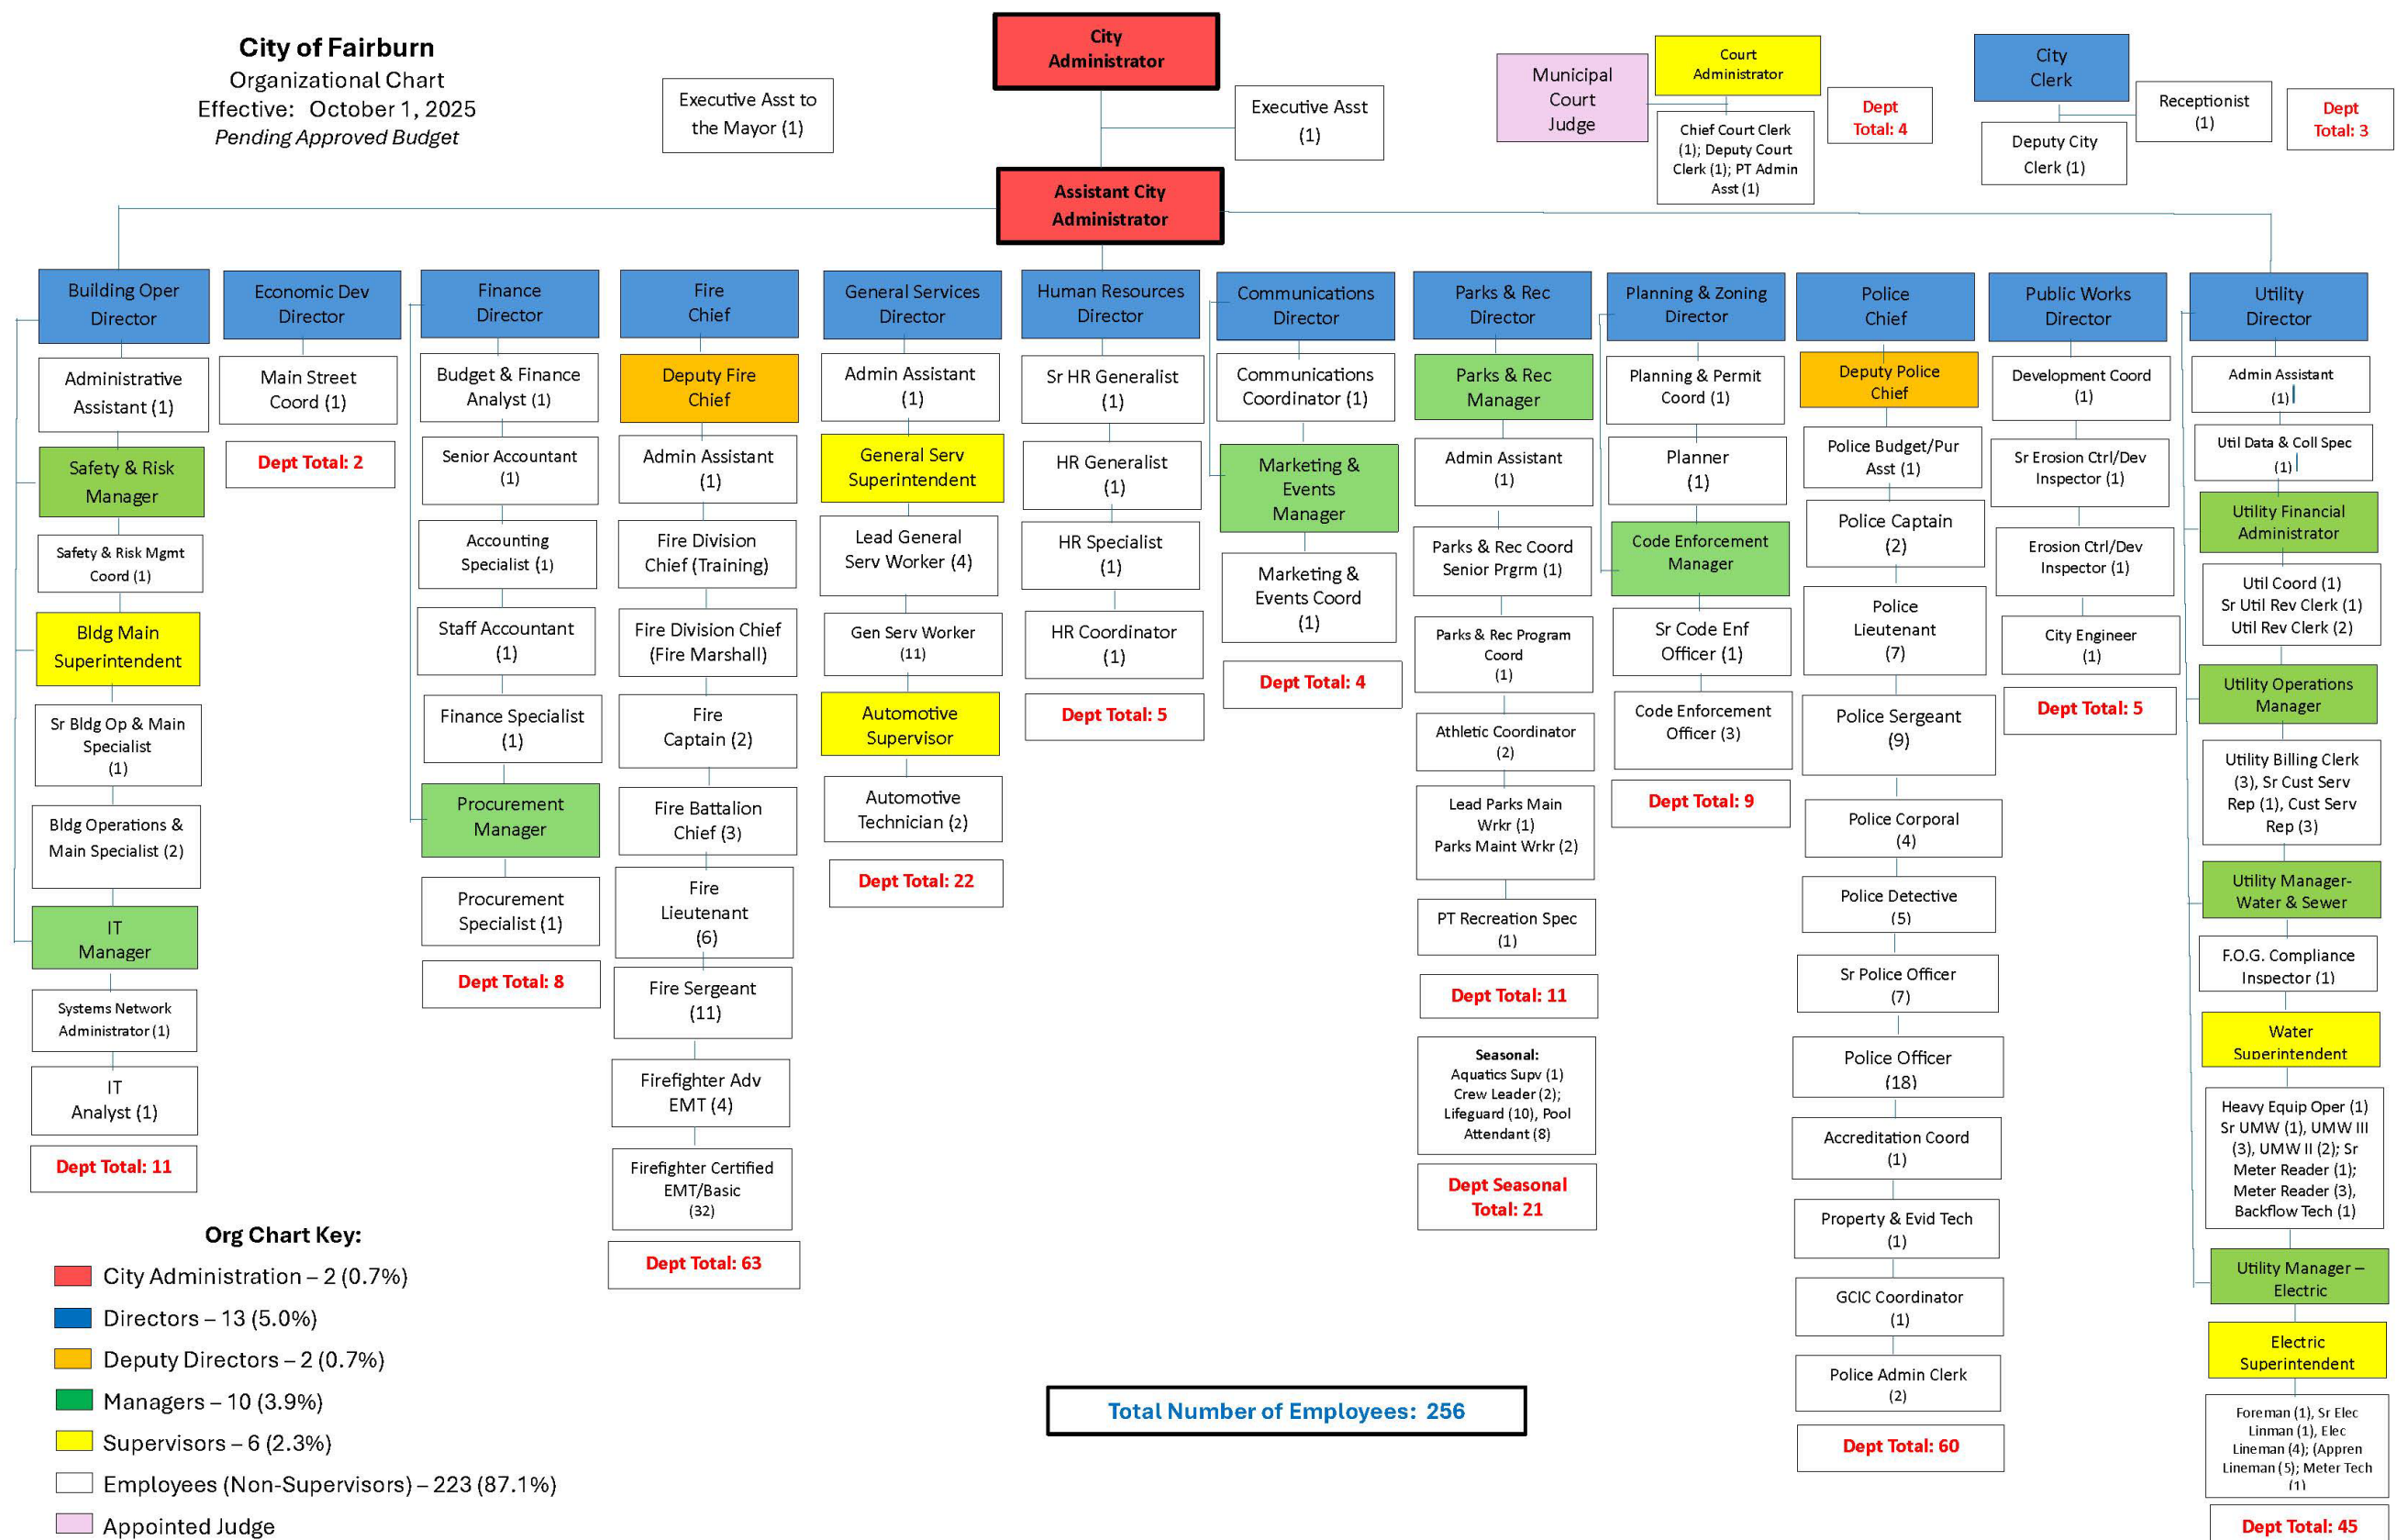 City of Fairburn
Organizational Chart
Effective: October 1, 2025
Pending Approved Budget
Executive Asst to
the Mayor (1)
City
Administrator
Executive Asst
(1)
Assistant City
Administrator
Municipal
Court
Judge
Court
Administrator
Chief Court Clerk
(1); Deputy Court
Clerk (1); PT Admin
Asst (1)
Dept
Total: 4
City
Clerk
Receptionist
(1)
Deputy City
Clerk (1)
Dept
Total: 3
Building Oper
Director
Administrative
Assistant (1)
Safety & Risk
Manager
Safety & Risk Mgmt
Coord (1)
Bldg Main
Superintendent
Sr Bldg Op & Main
Specialist
(1)
Bldg Operations &
Main Specialist (2)
IT
Manager
Systems Network
Administrator (1)
IT
Analyst (1)
Dept Total: 11
Economic Dev
Director
Main Street
Coord (1)
Dept Total: 2
Finance
Director
Budget & Finance
Analyst (1)
Senior Accountant
(1)
Accounting
Specialist (1)
Staff Accountant
(1)
Finance Specialist
(1)
Procurement
Manager
Procurement
Specialist (1)
Dept Total: 8
Fire
Chief
Deputy Fire
Chief
Admin Assistant
(1)
Fire Division
Chief (Training)
Fire Division Chief
(Fire Marshall)
Fire
Captain (2)
Fire Battalion
Chief (3)
Fire
Lieutenant
(6)
Fire Sergeant
(11)
Firefighter Adv
EMT (4)
Firefighter Certified
EMT/Basic
(32)
Dept Total: 63
General Services
Director
Admin Assistant
(1)
General Serv
Superintendent
Lead General
Serv Worker (4)
Gen Serv Worker
(11)
Automotive
Supervisor
Automotive
Technician (2)
Dept Total: 22
Human Resources
Director
Sr HR Generalist
(1)
HR Generalist
(1)
HR Specialist
(1)
HR Coordinator
(1)
Dept Total: 5
Communications
Director
Communications
Coordinator (1)
Marketing &
Events
Manager
Marketing &
Events Coord
(1)
Dept Total: 4
Parks & Rec
Director
Parks & Rec
Manager
Admin Assistant
(1)
Parks & Rec Coord
Senior Prgrm (1)
Parks & Rec Program
Coord
(1)
Athletic Coordinator
(2)
Lead Parks Main
Wrkr (1)
Parks Maint Wrkr (2)
PT Recreation Spec
(1)
Dept Total: 11
Seasonal:
Aquatics Supv (1)
Crew Leader (2);
Lifeguard (10), Pool
Attendant (8)
Dept Seasonal
Total: 21
Planning & Zoning
Director
Planning & Permit
Coord (1)
Planner
(1)
Code Enforcement
Manager
Sr Code Enf
Officer (1)
Code Enforcement
Officer (3)
Dept Total: 9
Police
Chief
Deputy Police
Chief
Police Budget/Pur
Asst (1)
Police Captain
(2)
Police
Lieutenant
(7)
Police Sergeant
(9)
Police Corporal
(4)
Police Detective
(5)
Sr Police Officer
(7)
Police Officer
(18)
Accreditation Coord
(1)
Property & Evid Tech
(1)
GCIC Coordinator
(1)
Police Admin Clerk
(2)
Dept Total: 60
Public Works
Director
Development Coord
(1)
Sr Erosion Ctrl/Dev
Inspector (1)
Erosion Ctrl/Dev
Inspector (1)
City Engineer
(1)
Dept Total: 5
Utility
Director
Admin Assistant
(1)
Util Data & Coll Spec
(1)
Utility Financial
Administrator
Util Coord (1)
Sr Util Rev Clerk (1)
Util Rev Clerk (2)
Utility Operations
Manager
Utility Billing Clerk
(3), Sr Cust Serv
Rep (1), Cust Serv
Rep (3)
Utility Manager-
Water & Sewer
F.O.G. Compliance
Inspector (1)
Water
Superintendent
Heavy Equip Oper (1)
Sr UMW (1), UMW III
(3), UMW II (2); Sr
Meter Reader (1);
Meter Reader (3),
Backflow Tech (1)
Utility Manager –
Electric
Electric
Superintendent
Foreman (1), Sr Elec
Linman (1), Elec
Lineman (4); (Appren
Lineman (5); Meter Tech
(1)
Dept Total: 45
Org Chart Key:
City Administration – 2 (0.7%)
Directors – 13 (5.0%)
Deputy Directors – 2 (0.7%)
Managers – 10 (3.9%)
Supervisors – 6 (2.3%)
Employees (Non-Supervisors) – 223 (87.1%)
Appointed Judge
Total Number of Employees: 256